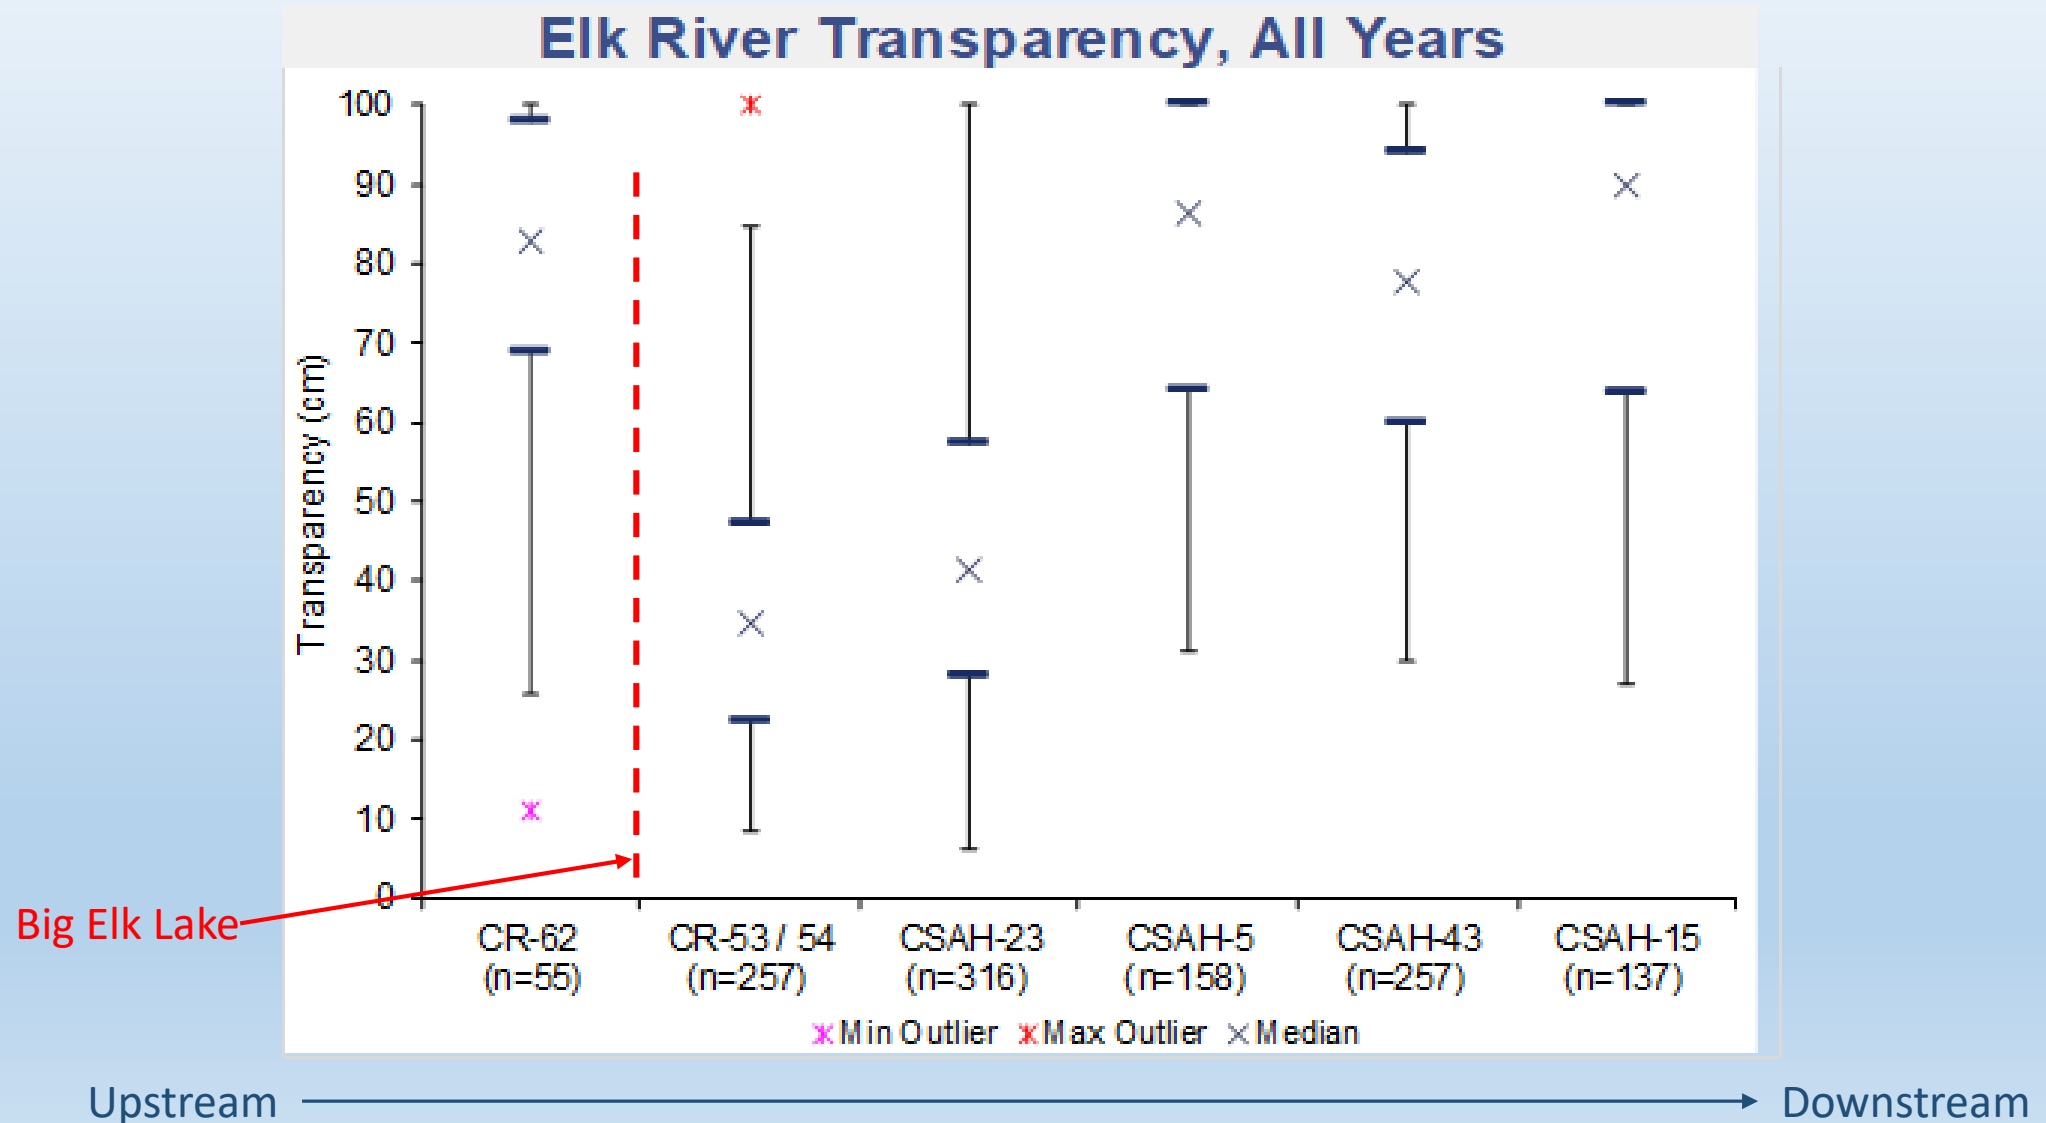 Elk River Transparency, All Years
Transparency (cm)
100
90
80
70
60
50
40
30
20
10
0
Big Elk Lake
CR-62 CR-53 / 54 CSAH-23 CSAH-5 CSAH-43 CSAH-15
(n=55) (n=257) (n=316) (n=158) (n=257) (n=137)
Min Outlier Max Outlier Median
Upstream Downstream